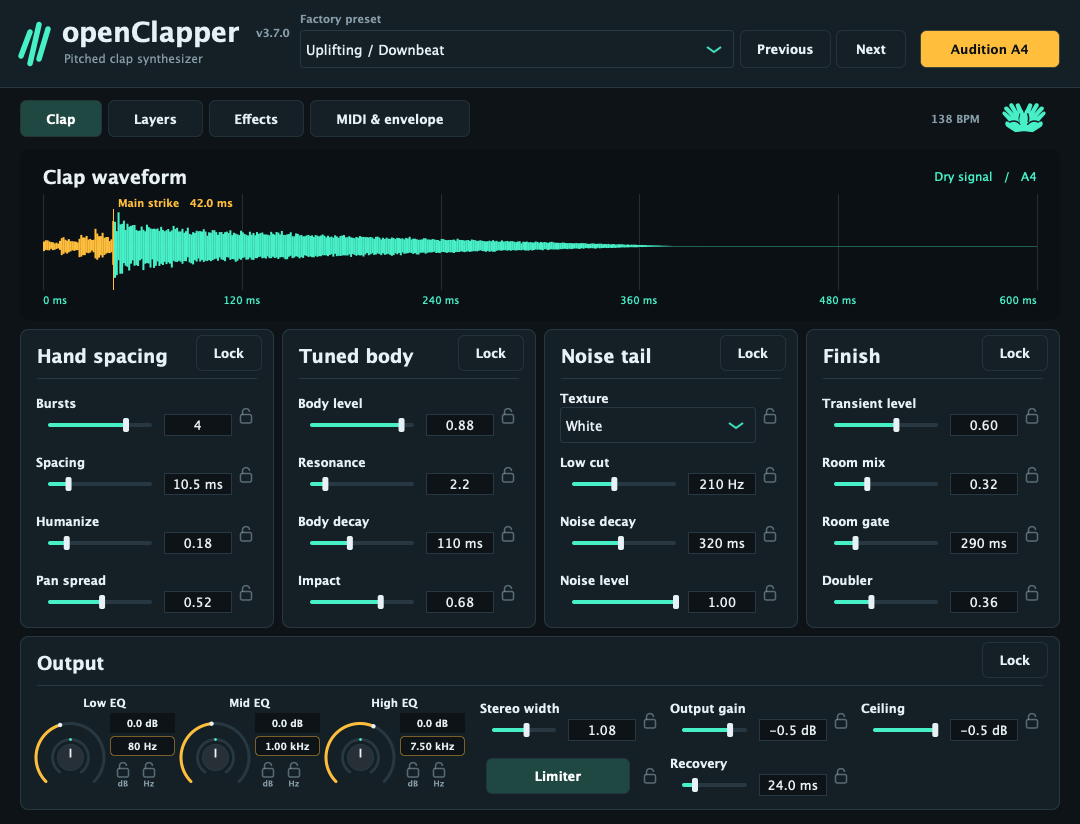 openClapper
v3.7.0
Pitched clap synthesizer
Factory preset
Uplifting / Downbeat
Previous
Next
Audition A4
Clap
Layers
Effects
MIDI & envelope
138 BPM
Clap waveform
Dry signal / A4
Main strike 42.0 ms
0 ms
120 ms
240 ms
360 ms
480 ms
600 ms
Hand spacing
Lock
Bursts
4
Spacing
10.5 ms
Humanize
0.18
Pan spread
0.52
Tuned body
Lock
Body level
0.88
Resonance
2.2
Body decay
110 ms
Impact
0.68
Noise tail
Lock
Texture
White
Low cut
210 Hz
Noise decay
320 ms
Noise level
1.00
Finish
Lock
Transient level
0.60
Room mix
0.32
Room gate
290 ms
Doubler
0.36
Output
Lock
Low EQ
0.0 dB
80 Hz
dB
Hz
Mid EQ
0.0 dB
1.00 kHz
dB
Hz
High EQ
0.0 dB
7.50 kHz
dB
Hz
Stereo width
1.08
Limiter
Output gain
-0.5 dB
Recovery
24.0 ms
Ceiling
-0.5 dB